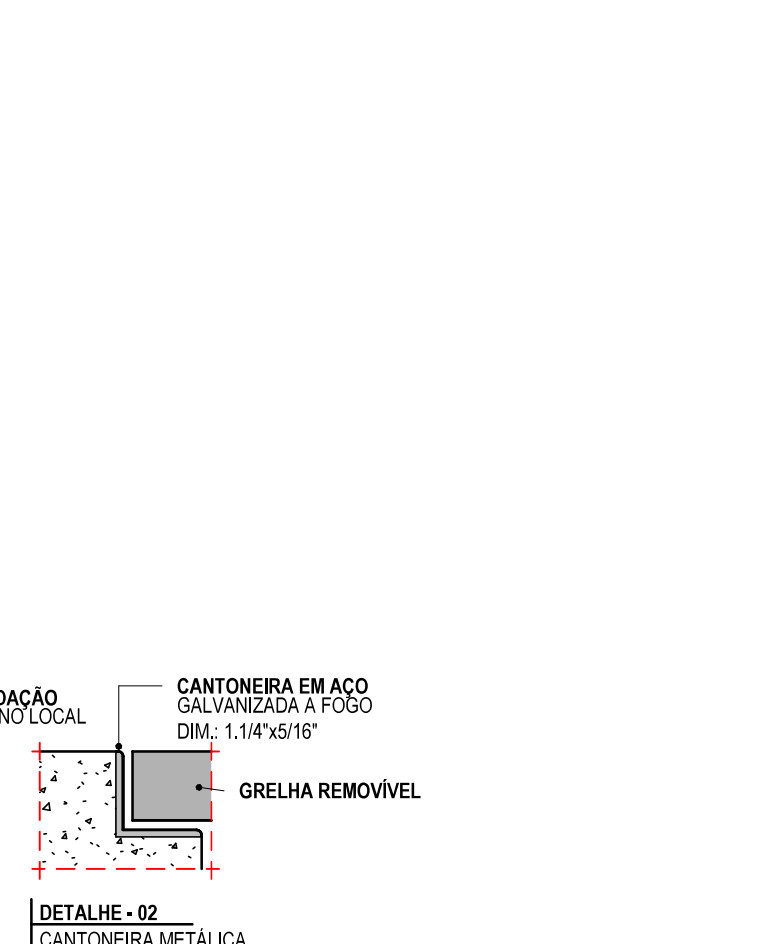 CANTONEIRA EM AÇO
GALVANIZADA A FOGO
DIM.: 1.1/4"x5/16"
NO LOCAL
GRELHA REMOVÍVEL
DETALHE - 02
CANTONEIRA METÁLICA